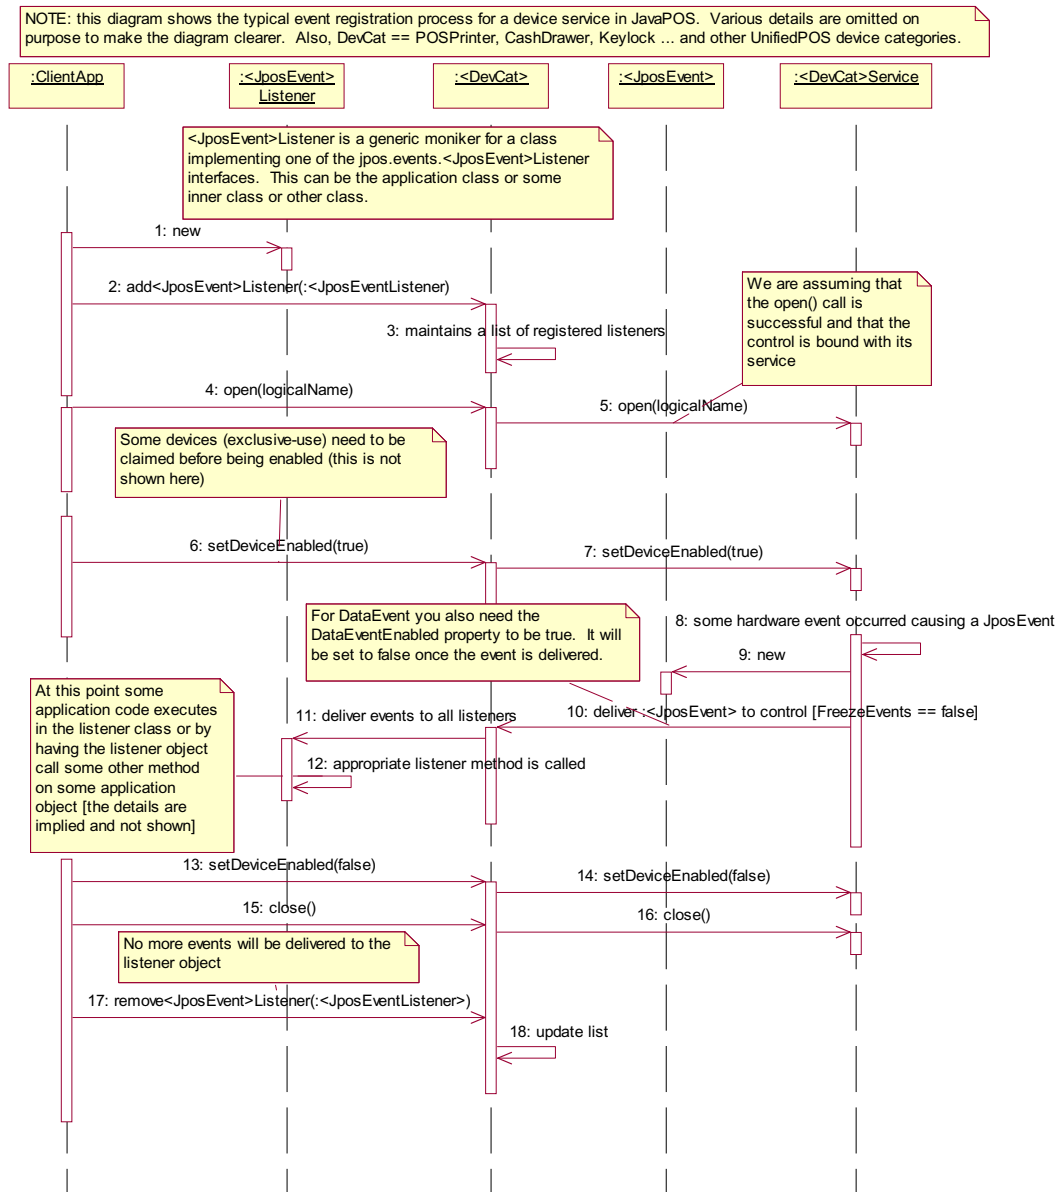 NOTE: this diagram shows the typical event registration process for a device service in JavaPOS.  Various details are omitted on
purpose to make the diagram clearer.  Also, DevCat == POSPrinter, CashDrawer, Keylock ... and other UnifiedPOS device categories.
:ClientApp
:<JposEvent>
Listener
:<DevCat>
:<JposEvent>
:<DevCat>Service
<JposEvent>Listener is a generic moniker for a class
implementing one of the jpos.events.<JposEvent>Listener
interfaces.  This can be the application class or some
inner class or other class.
1: new
2: add<JposEvent>Listener(:<JposEventListener)
We are assuming that
the open() call is
successful and that the
control is bound with its
service
3: maintains a list of registered listeners
4: open(logicalName)
5: open(logicalName)
Some devices (exclusive-use) need to be
claimed before being enabled (this is not
shown here)
6: setDeviceEnabled(true)
7: setDeviceEnabled(true)
For DataEvent you also need the
DataEventEnabled property to be true.  It will
be set to false once the event is delivered.
8: some hardware event occurred causing a JposEvent
9: new
At this point some
application code executes
in the listener class or by
having the listener object
call some other method
on some application
object [the details are
implied and not shown]
10: deliver :<JposEvent> to control [FreezeEvents == false]
11: deliver events to all listeners
12: appropriate listener method is called
13: setDeviceEnabled(false)
14: setDeviceEnabled(false)
15: close()
16: close()
No more events will be delivered to the
listener object
17: remove<JposEvent>Listener(:<JposEventListener>)
18: update list